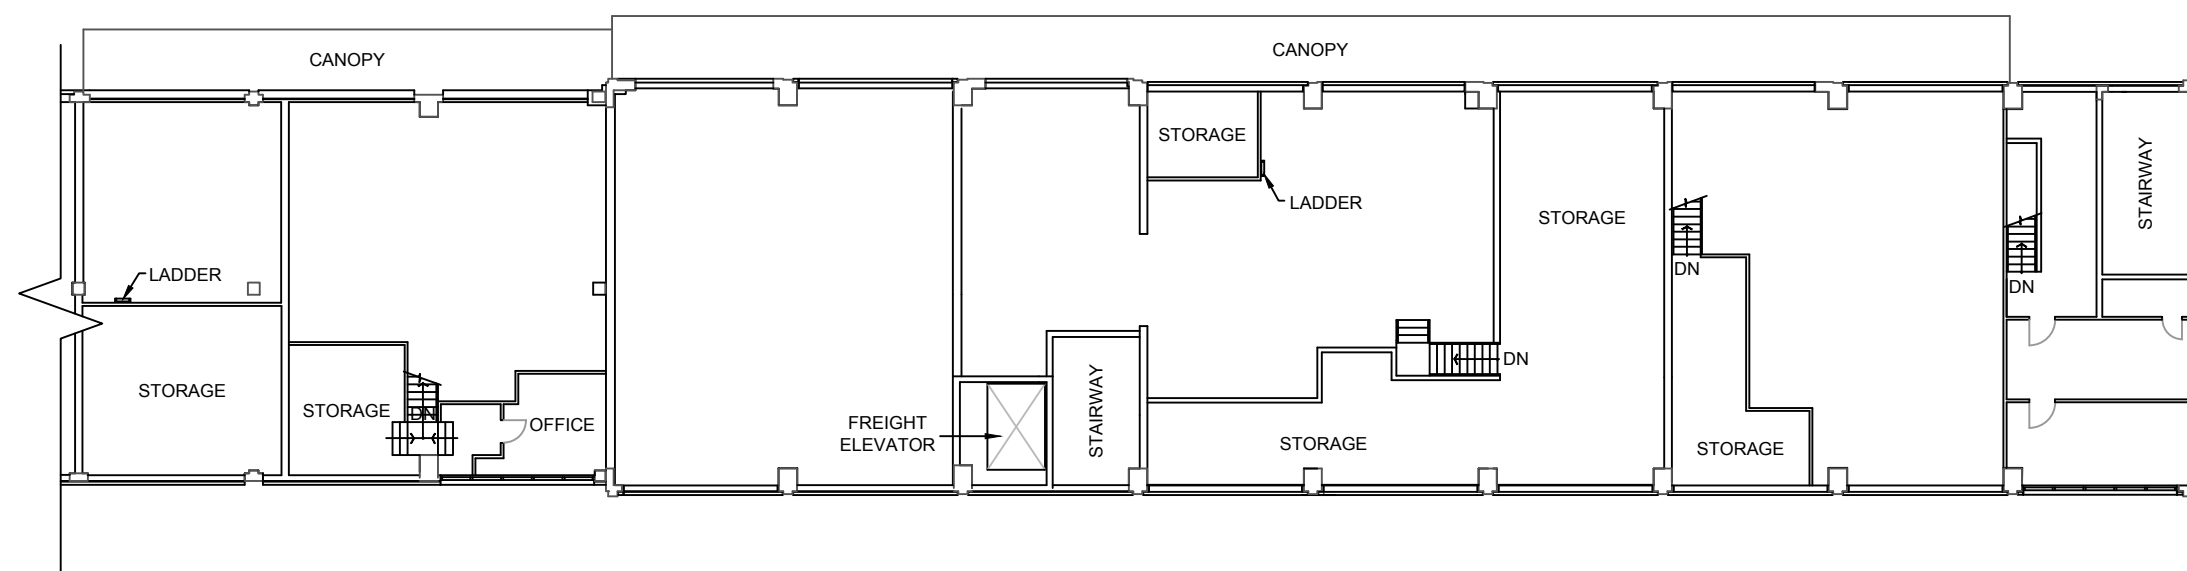 CANOPY
CANOPY
STORAGE
STAIRWAY
LADDER
STORAGE
LADDER
DN
DN
DN
STORAGE
STORAGE
DN
OFFICE
FREIGHT
ELEVATOR
STAIRWAY
STORAGE
STORAGE